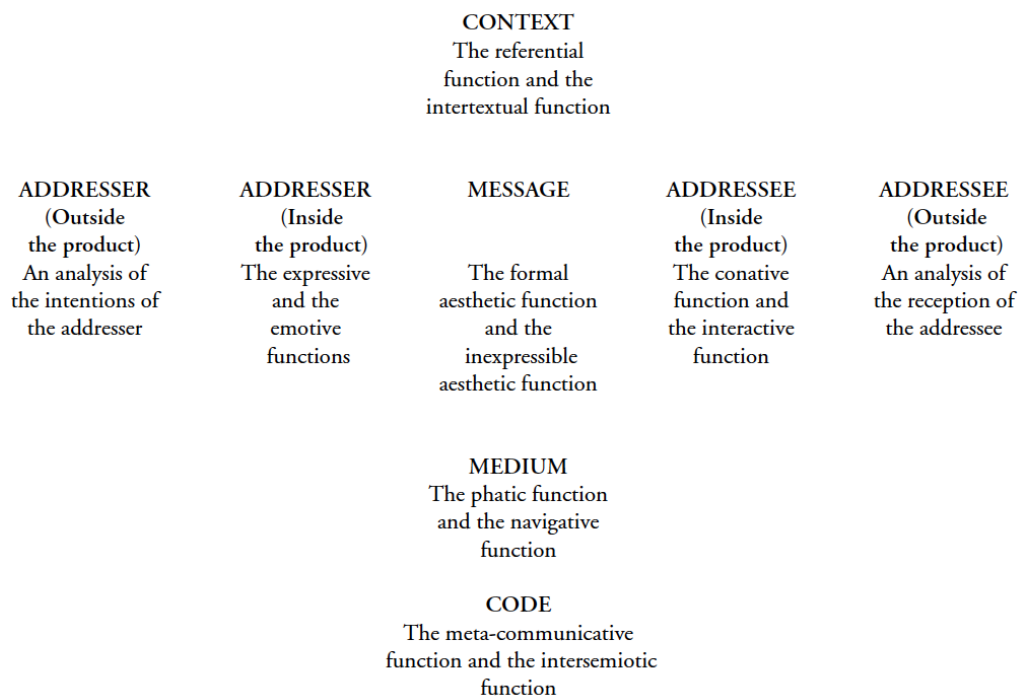 CONTEXT
The referential
function and the
intertextual function
ADDRESSER
(Outside
the product)
An analysis of
the intentions of
the addresser
ADDRESSER
(Inside
the product)
The expressive
and the
emotive
functions
MESSAGE
The formal
aesthetic function
and the
inexpressible
aesthetic function
ADDRESSEE
(Inside
the product)
The conative
function and
the interactive
function
ADDRESSEE
(Outside
the product)
An analysis of
the reception of
the addressee
MEDIUM
The phatic function
and the navigative
function
CODE
The meta-communicative
function and the intersemiotic
function